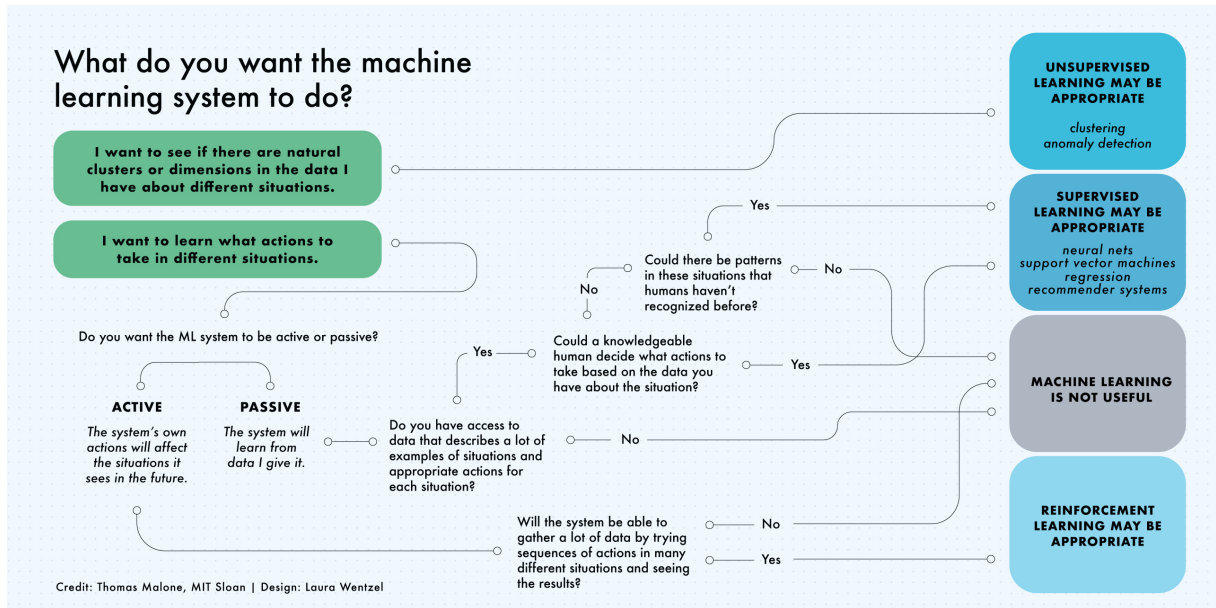 What do you want the machine
learning system to do?
I want to see if there are natural
clusters or dimensions in the data I
have about different situations.
I want to learn what actions to
take in different situations.
Do you want the ML system to be active or passive?
ACTIVE
The system's own
actions will affect
the situations it
sees in the future.
PASSIVE
The system will
learn from
data I give it.
Do you have access to
data that describes a lot of
examples of situations and
appropriate actions for
each situation?
Yes
No
Could a knowledgeable
human decide what actions to
take based on the data you
have about the situation?
No
Yes
Could there be patterns
in these situations that
humans haven't
recognized before?
Yes
No
Will the system be able to
gather a lot of data by trying
sequences of actions in many
different situations and seeing
the results?
No
Yes
UNSUPERVISED
LEARNING MAY BE
APPROPRIATE
clustering
anomaly detection
SUPERVISED
LEARNING MAY BE
APPROPRIATE
neural nets
support vector machines
regression
recommender systems
MACHINE LEARNING
IS NOT USEFUL
REINFORCEMENT
LEARNING MAY BE
APPROPRIATE
Credit: Thomas Malone, MIT Sloan | Design: Laura Wentzel